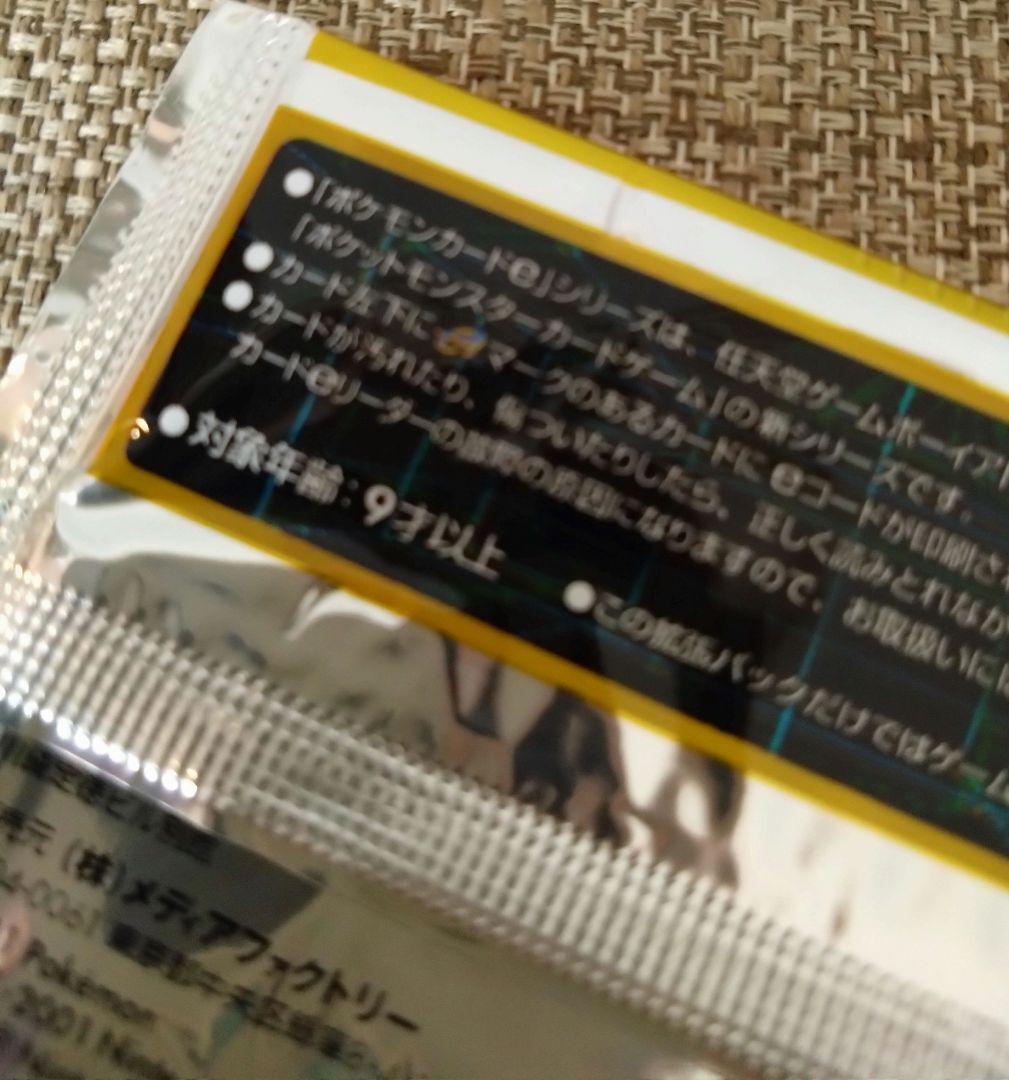 ●「ポケモンカードe」シリーズは、任天堂ゲームボーイアド
「ポケットモンスターカードゲーム」の新シリーズです。
●カード左下に マークのあるカードにeコードが印刷され
●カードが汚れたり、傷ついたりしたら、正しく読みとれなか
カードeリーダーの故障の原因になりますので、お取扱いに
●対象年齢:9才以上
●この拡張パックだけではゲーム
元 (株)メディアファクトリー
Pokémon
2001 Ninte